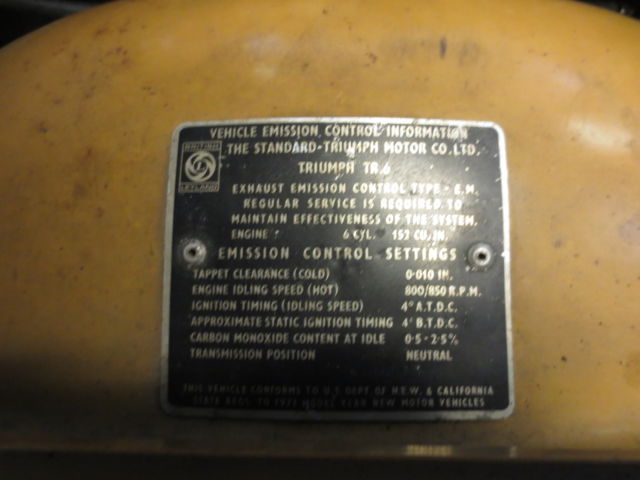 VEHICLE EMISSION CONTROL INFORMATION
BRITISH
L
LEYLAND
THE STANDARD-TRIUMPH MOTOR CO. LTD.
TRIUMPH TR.6
EXHAUST EMISSION CONTROL TYPE - E.M.
REGULAR SERVICE IS REQUIRED TO
MAINTAIN EFFECTIVENESS OF THE SYSTEM.
ENGINE : 6 CYL. 152 CU. IN.
EMISSION CONTROL SETTINGS
TAPPET CLEARANCE (COLD) 0·010 IN.
ENGINE IDLING SPEED (HOT) 800/850 R.P.M.
IGNITION TIMING (IDLING SPEED) 4° A.T.D.C.
APPROXIMATE STATIC IGNITION TIMING 4° B.T.D.C.
CARBON MONOXIDE CONTENT AT IDLE 0·5 - 2·5%
TRANSMISSION POSITION NEUTRAL
THIS VEHICLE CONFORMS TO U.S. DEPT. OF H.E.W. & CALIFORNIA
STATE REGS. TO 1972 MODEL YEAR NEW MOTOR VEHICLES